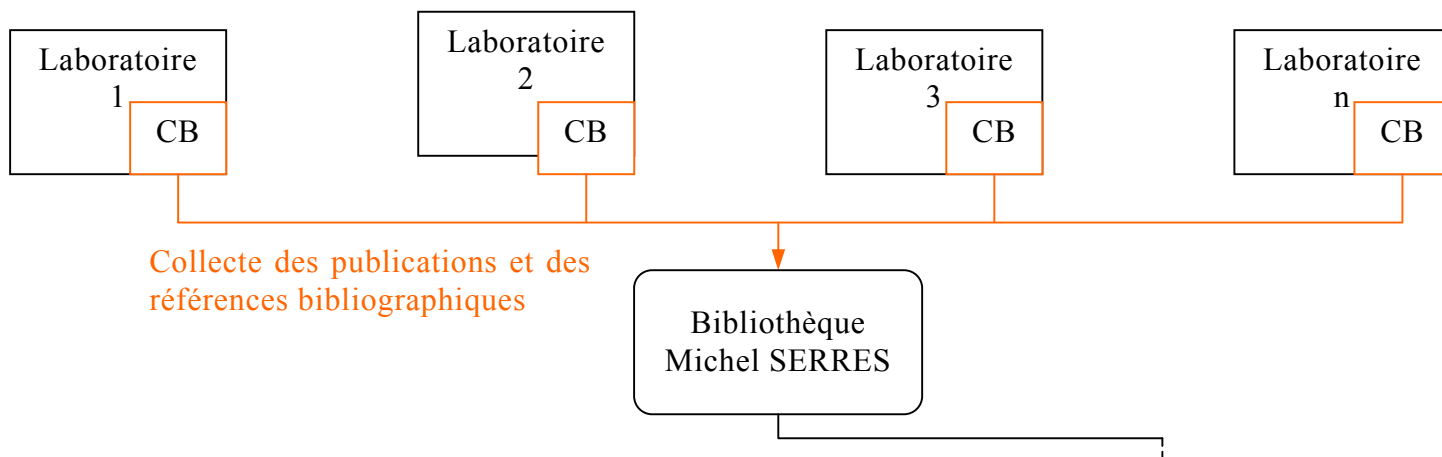 Laboratoire
1
CB
Laboratoire
2
CB
Laboratoire
3
CB
Laboratoire
n
CB
Collecte des publications et des
références bibliographiques
Bibliothèque
Michel SERRES